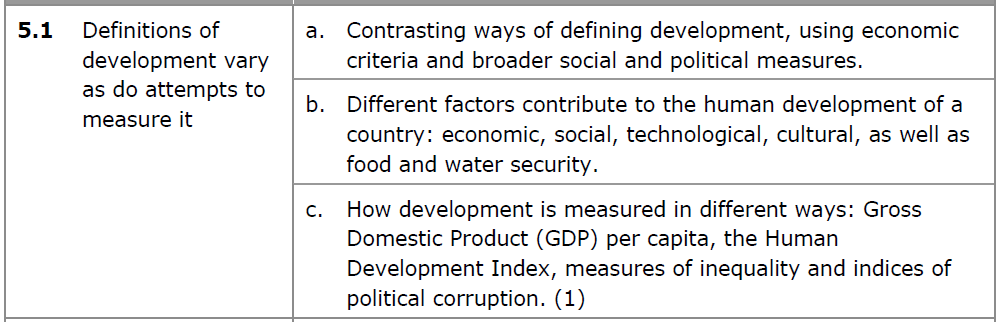 5.1 Definitions of
development vary
as do attempts to
measure it
a. Contrasting ways of defining development, using economic
criteria and broader social and political measures.
b. Different factors contribute to the human development of a
country: economic, social, technological, cultural, as well as
food and water security.
c. How development is measured in different ways: Gross
Domestic Product (GDP) per capita, the Human
Development Index, measures of inequality and indices of
political corruption. (1)